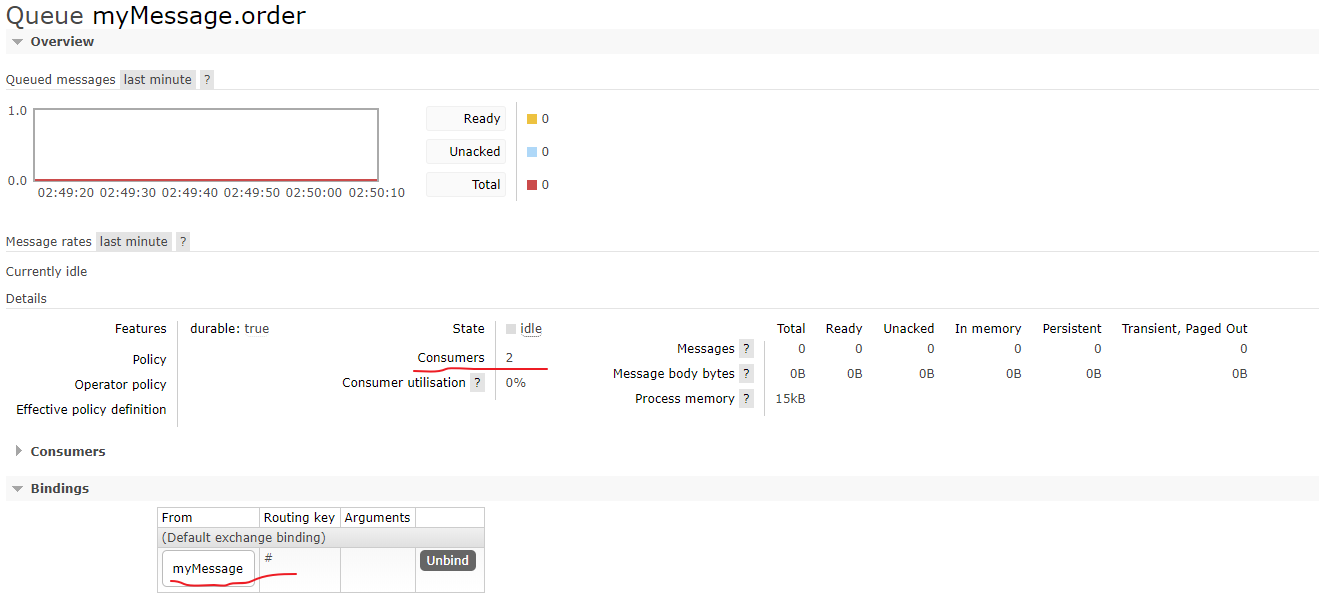 Queue myMessage.order
Overview
Queued messages last minute ?
1.0
0.0
02:49:20 02:49:30 02:49:40 02:49:50 02:50:00 02:50:10
Ready 0
Unacked 0
Total 0
Message rates last minute ?
Currently idle
Details
Features durable: true
Policy
Operator policy
Effective policy definition
State idle
Consumers 2
Consumer utilisation ? 0%
Total Ready Unacked In memory Persistent Transient, Paged Out
Messages ? 0 0 0 0 0 0
Message body bytes ? 0B 0B 0B 0B 0B 0B
Process memory ? 15kB
Consumers
Bindings
From Routing key Arguments
(Default exchange binding)
myMessage # Unbind